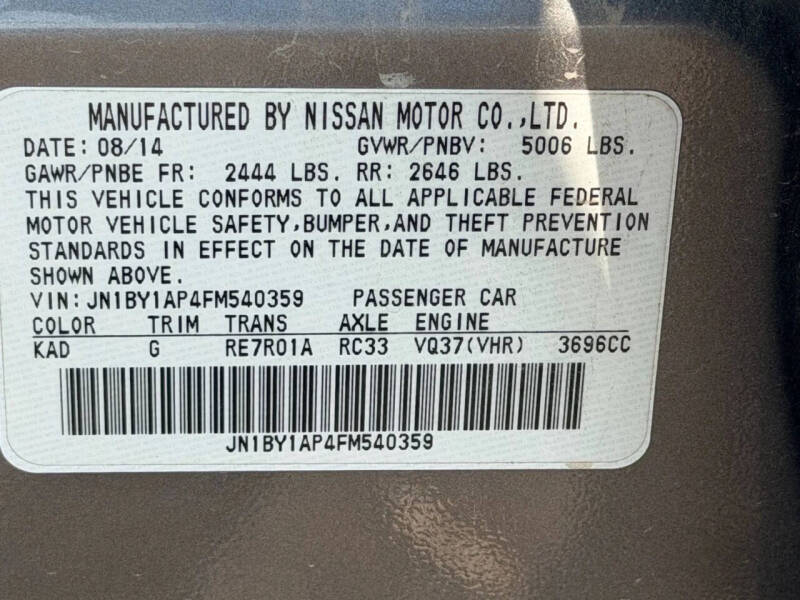 MANUFACTURED BY NISSAN MOTOR CO.,LTD.
DATE: 08/14 GVWR/PNBV: 5006 LBS.
GAWR/PNBE FR: 2444 LBS. RR: 2646 LBS.
THIS VEHICLE CONFORMS TO ALL APPLICABLE FEDERAL
MOTOR VEHICLE SAFETY,BUMPER,AND THEFT PREVENTION
STANDARDS IN EFFECT ON THE DATE OF MANUFACTURE
SHOWN ABOVE.
VIN:JN1BY1AP4FM540359 PASSENGER CAR
COLOR TRIM TRANS AXLE ENGINE
KAD G RE7R01A RC33 VQ37(VHR) 3696CC
JN1BY1AP4FM540359